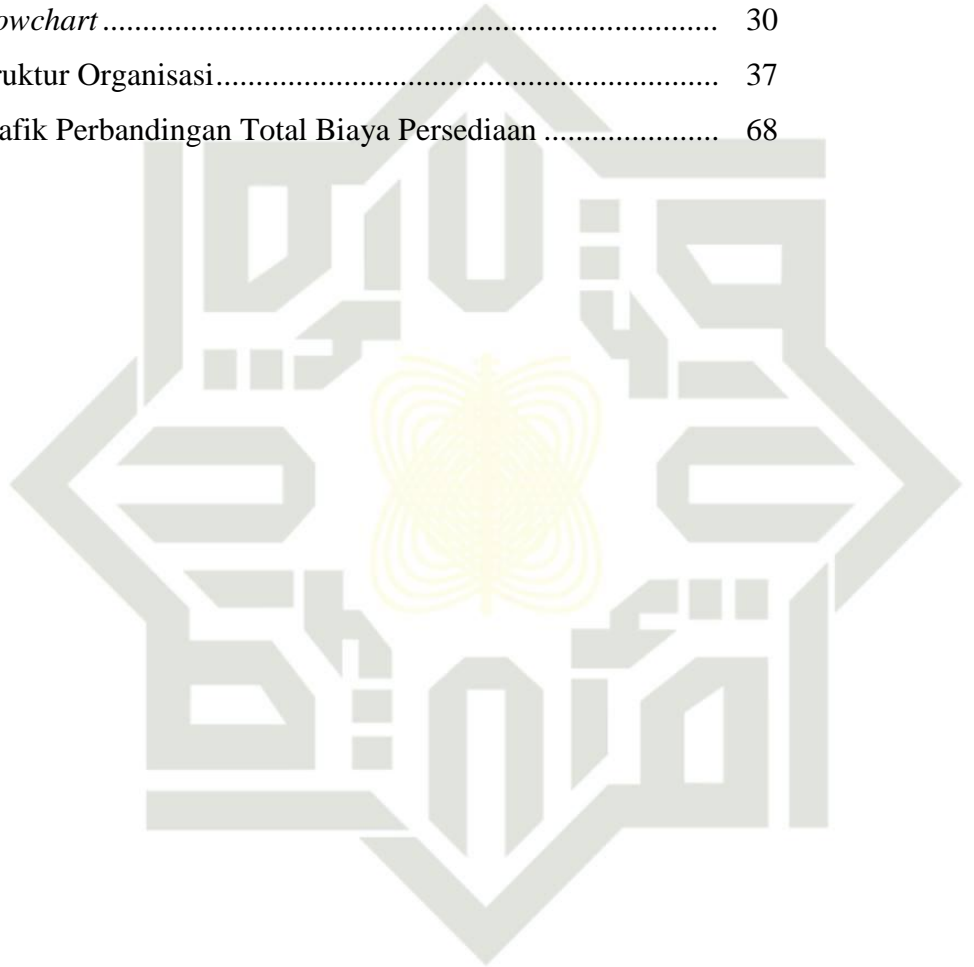 owchart ........................................................................ 30
ruktur Organisasi........................................................... 37
afik Perbandingan Total Biaya Persediaan ..................... 68